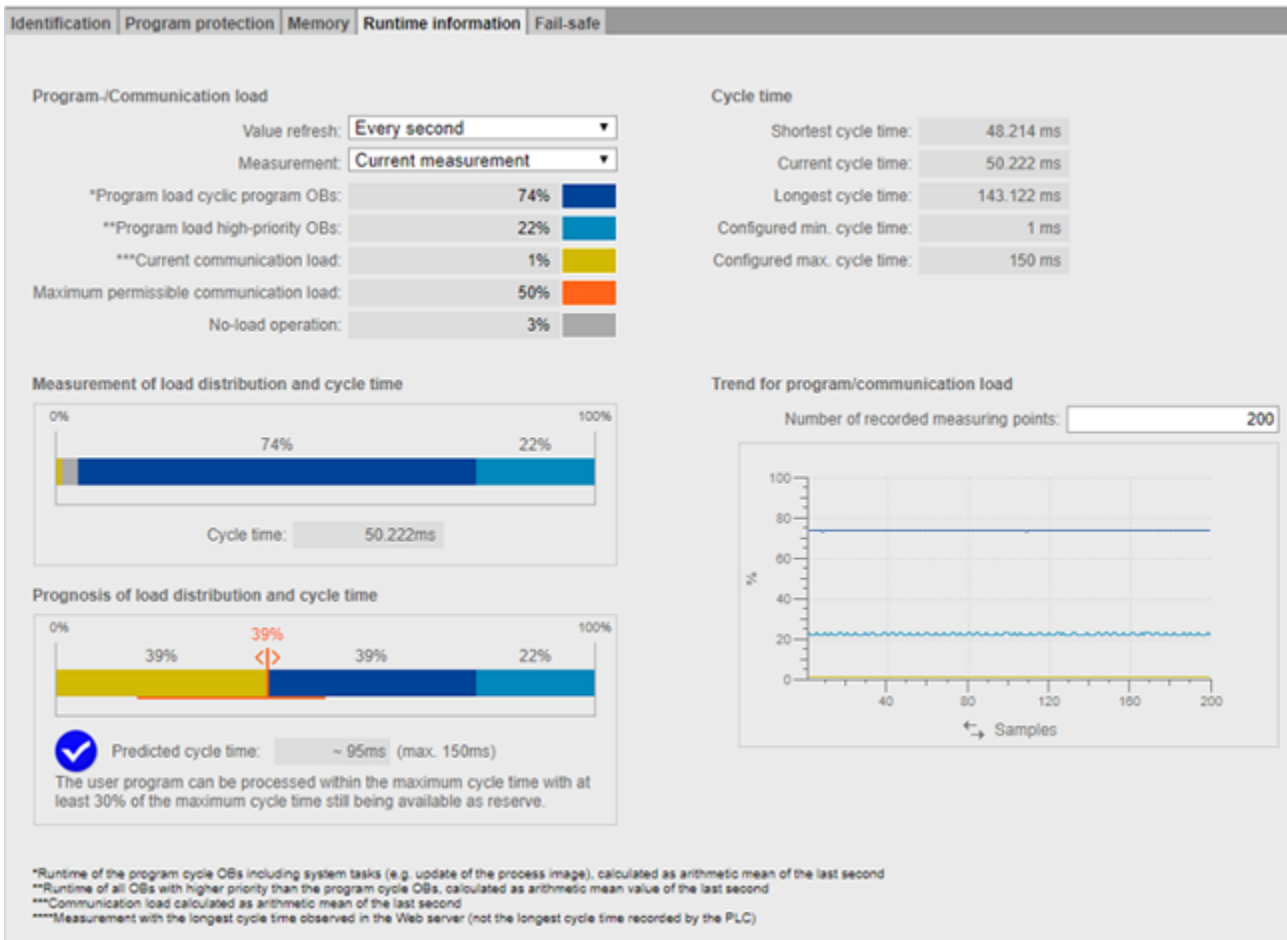 Identification Program protection Memory Runtime information Fail-safe
Program-/Communication load
Value refresh: Every second
Measurement: Current measurement
*Program load cyclic program OBs: 74%
**Program load high-priority OBs: 22%
***Current communication load: 1%
Maximum permissible communication load: 50%
No-load operation: 3%
Cycle time
Shortest cycle time: 48.214 ms
Current cycle time: 50.222 ms
Longest cycle time: 143.122 ms
Configured min. cycle time: 1 ms
Configured max. cycle time: 150 ms
Measurement of load distribution and cycle time
0% 100%
74% 22%
Cycle time: 50.222ms
Prognosis of load distribution and cycle time
0% 39% 100%
39% 39% 22%
Predicted cycle time: ~ 95ms (max. 150ms)
The user program can be processed within the maximum cycle time with at
least 30% of the maximum cycle time still being available as reserve.
Trend for program/communication load
Number of recorded measuring points: 200
100
80
60
%
40
20
0
40 80 120 160 200
Samples
*Runtime of the program cycle OBs including system tasks (e.g. update of the process image), calculated as arithmetic mean of the last second
**Runtime of all OBs with higher priority than the program cycle OBs, calculated as arithmetic mean value of the last second
***Communication load calculated as arithmetic mean of the last second
****Measurement with the longest cycle time observed in the Web server (not the longest cycle time recorded by the PLC)